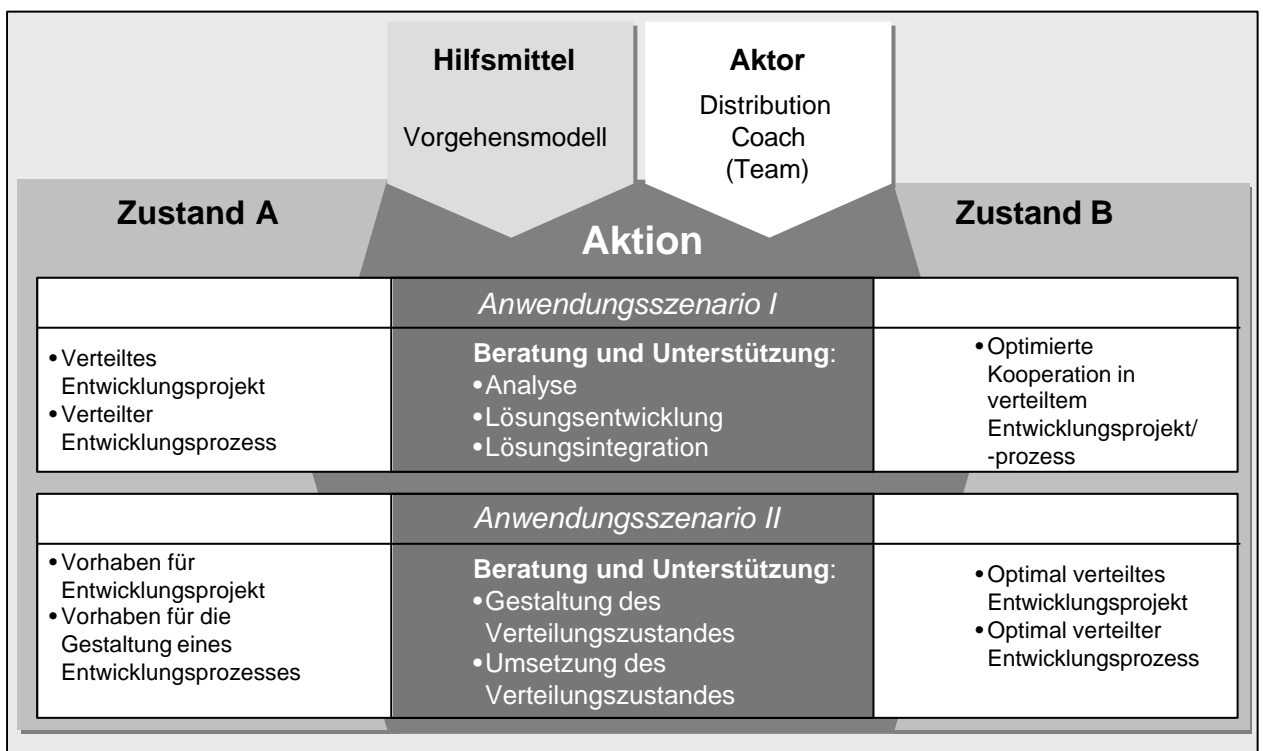 Hilfsmittel
Vorgehensmodell
Aktor
Distribution
Coach
(Team)
Zustand A
Aktion
Zustand B
Anwendungsszenario I
•Verteiltes
Entwicklungsprojekt
•Verteilter
Entwicklungsprozess
Beratung und Unterstützung:
•Analyse
•Lösungsentwicklung
•Lösungsintegration
•Optimierte
Kooperation in
verteiltem
Entwicklungsprojekt/
-prozess
Anwendungsszenario II
•Vorhaben für
Entwicklungsprojekt
•Vorhaben für die
Gestaltung eines
Entwicklungsprozesses
Beratung und Unterstützung:
•Gestaltung des
Verteilungszustandes
•Umsetzung des
Verteilungszustandes
•Optimal verteiltes
Entwicklungsprojekt
•Optimal verteilter
Entwicklungsprozess